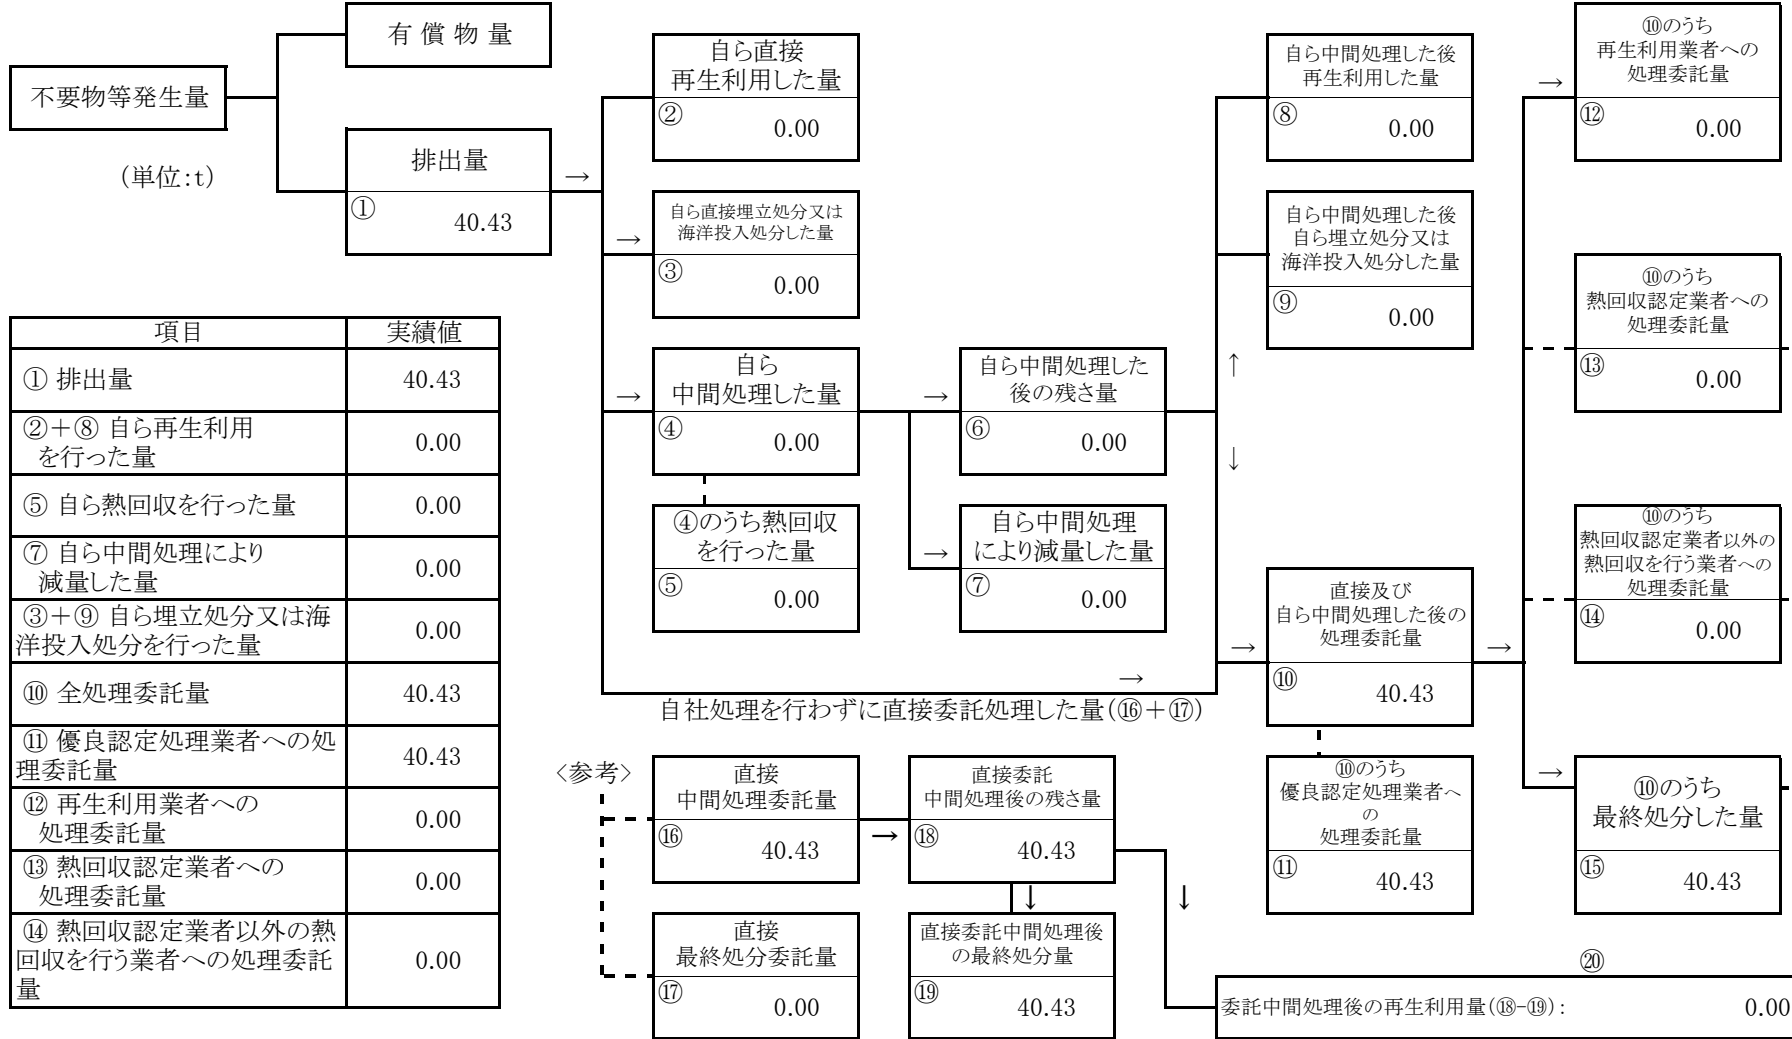 有 償 物 量
不要物等発生量
(単位:t)
排出量
①
40.43
→
自ら直接
再生利用した量
②
0.00
→
自ら直接埋立処分又は
海洋投入処分した量
③
0.00
→
自ら
中間処理した量
④
0.00
④のうち熱回収
を行った量
⑤
0.00
→
自ら中間処理した
後の残さ量
⑥
0.00
→
自ら中間処理
により減量した量
⑦
0.00
↑
↓
自ら中間処理した後
再生利用した量
⑧
0.00
自ら中間処理した後
自ら埋立処分又は
海洋投入処分した量
⑨
0.00
→
自社処理を行わずに直接委託処理した量(⑯+⑰)
→
直接及び
自ら中間処理した後の
処理委託量
⑩
40.43
⑩のうち
優良認定処理業者へ
の
処理委託量
⑪
40.43
→
→
⑩のうち
再生利用業者への
処理委託量
⑫
0.00
⑩のうち
熱回収認定業者への
処理委託量
⑬
0.00
⑩のうち
熱回収認定業者以外の
熱回収を行う業者への
処理委託量
⑭
0.00
→
⑩のうち
最終処分した量
⑮
40.43
項目 実績値
① 排出量 40.43
②+⑧ 自ら再生利用
を行った量 0.00
⑤ 自ら熱回収を行った量 0.00
⑦ 自ら中間処理により
減量した量 0.00
③+⑨ 自ら埋立処分又は海
洋投入処分を行った量 0.00
⑩ 全処理委託量 40.43
⑪ 優良認定処理業者への処
理委託量 40.43
⑫ 再生利用業者への
処理委託量 0.00
⑬ 熱回収認定業者への
処理委託量 0.00
⑭ 熱回収認定業者以外の熱
回収を行う業者への処理委託
量 0.00
<参考>
直接
中間処理委託量
⑯
40.43
→
直接委託
中間処理後の残さ量
⑱
40.43
↓
↓
直接
最終処分委託量
⑰
0.00
直接委託中間処理後
の最終処分量
⑲
40.43
⑳
委託中間処理後の再生利用量(⑱-⑲): 0.00